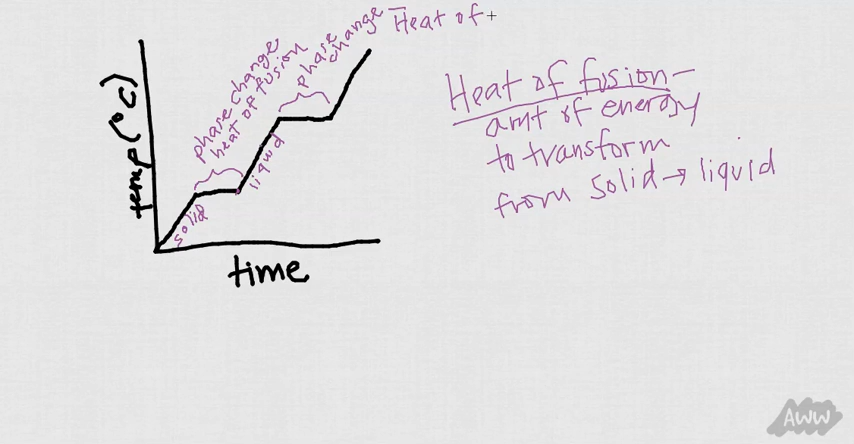 temp (°C)
time
solid
phase change
heat of fusion
liquid
phase
change
Heat of
Heat of fusion -
amt of energy
to transform
from solid → liquid
AWW